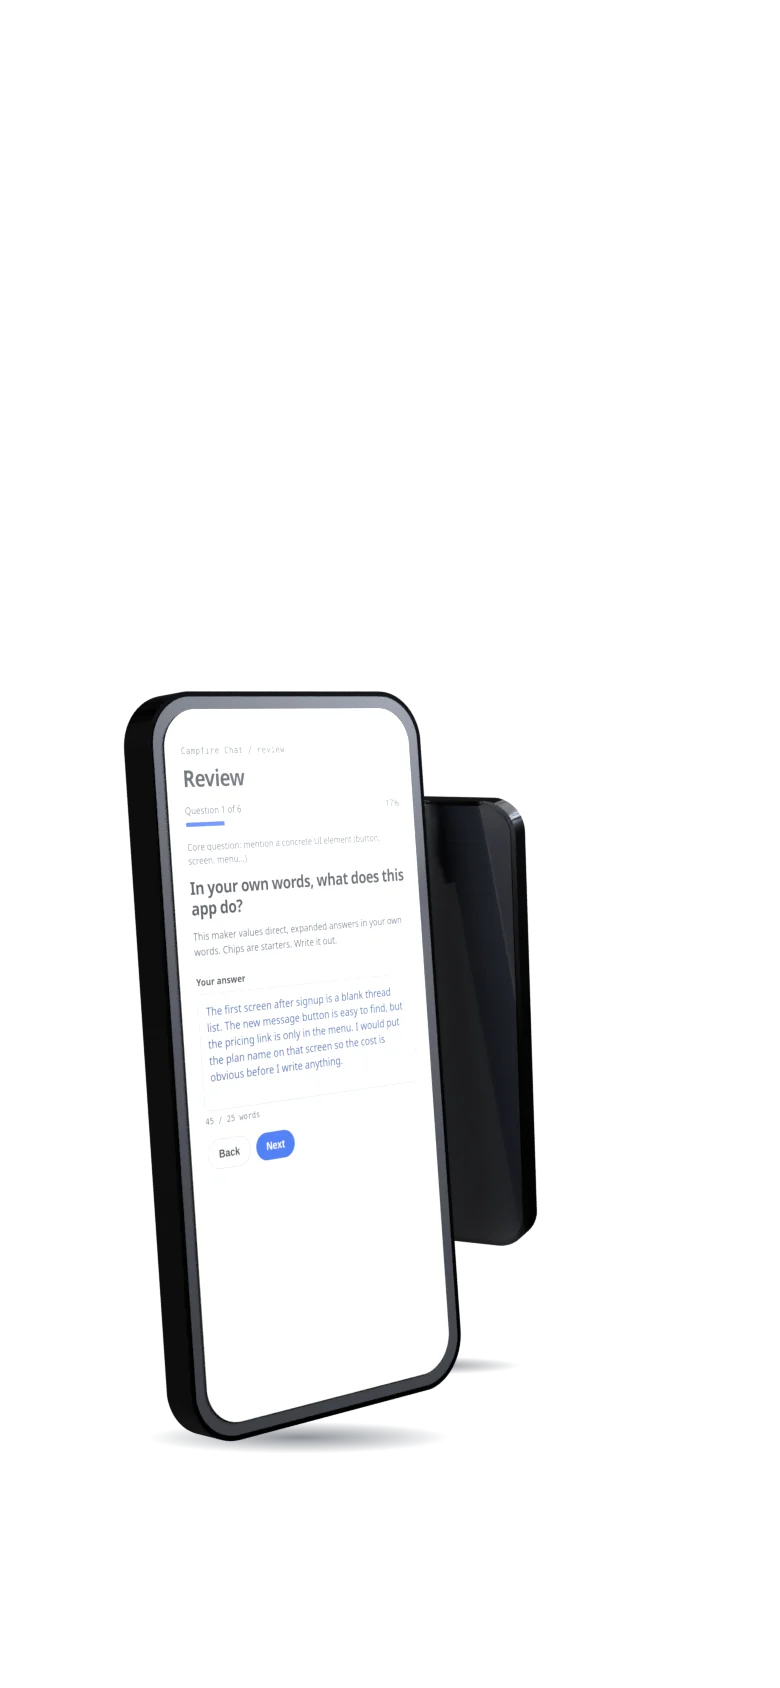 Campfire Chat / review
Review
Question 1 of 6
17%
Core question: mention a concrete UI element (button,
screen, menu...)
In your own words, what does this
app do?
This maker values direct, expanded answers in your own
words. Chips are starters. Write it out.
Your answer
The first screen after signup is a blank thread
list. The new message button is easy to find, but
the pricing link is only in the menu. I would put
the plan name on that screen so the cost is
obvious before I write anything.
45 / 25 words
Back
Next